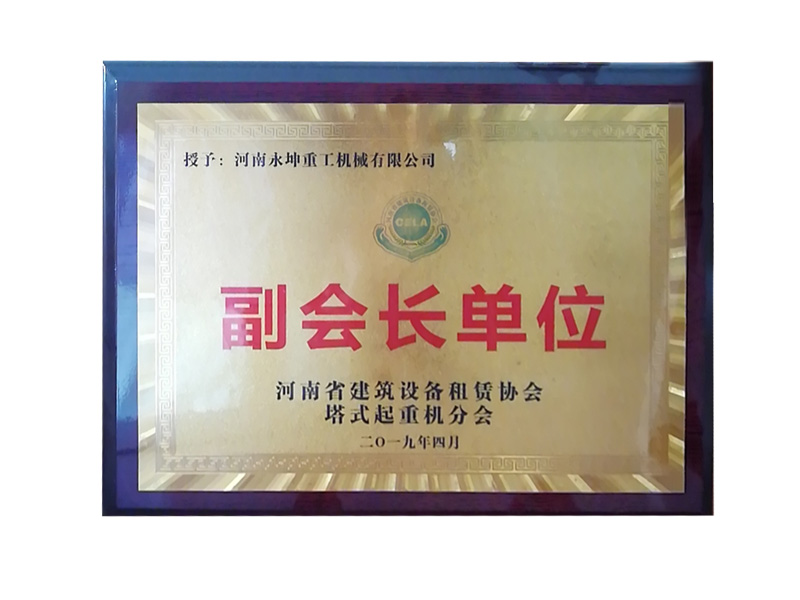 授予：河南永坤重工机械有限公司
CELA
副会长单位
河南省建筑设备租赁协会
塔式起重机分会
二O一九年四月